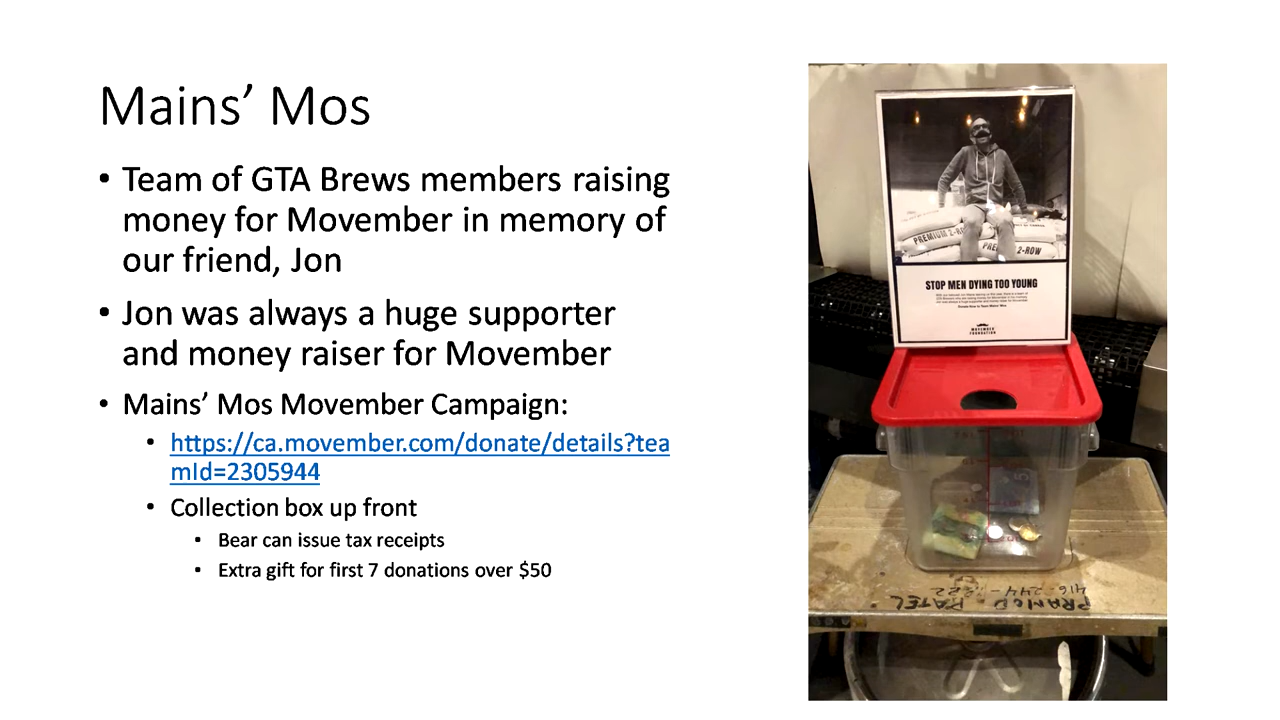 Mains’ Mos
• Team of GTA Brews members raising
money for Movember in memory of
our friend, Jon
• Jon was always a huge supporter
and money raiser for Movember
• Mains’ Mos Movember Campaign:
• https://ca.movember.com/donate/details?tea
mId=2305944
• Collection box up front
• Bear can issue tax receipts
• Extra gift for first 7 donations over $50
PREMIUM 2-ROW
2-ROW
STOP MEN DYING TOO YOUNG
MOVEMBER
FOUNDATION